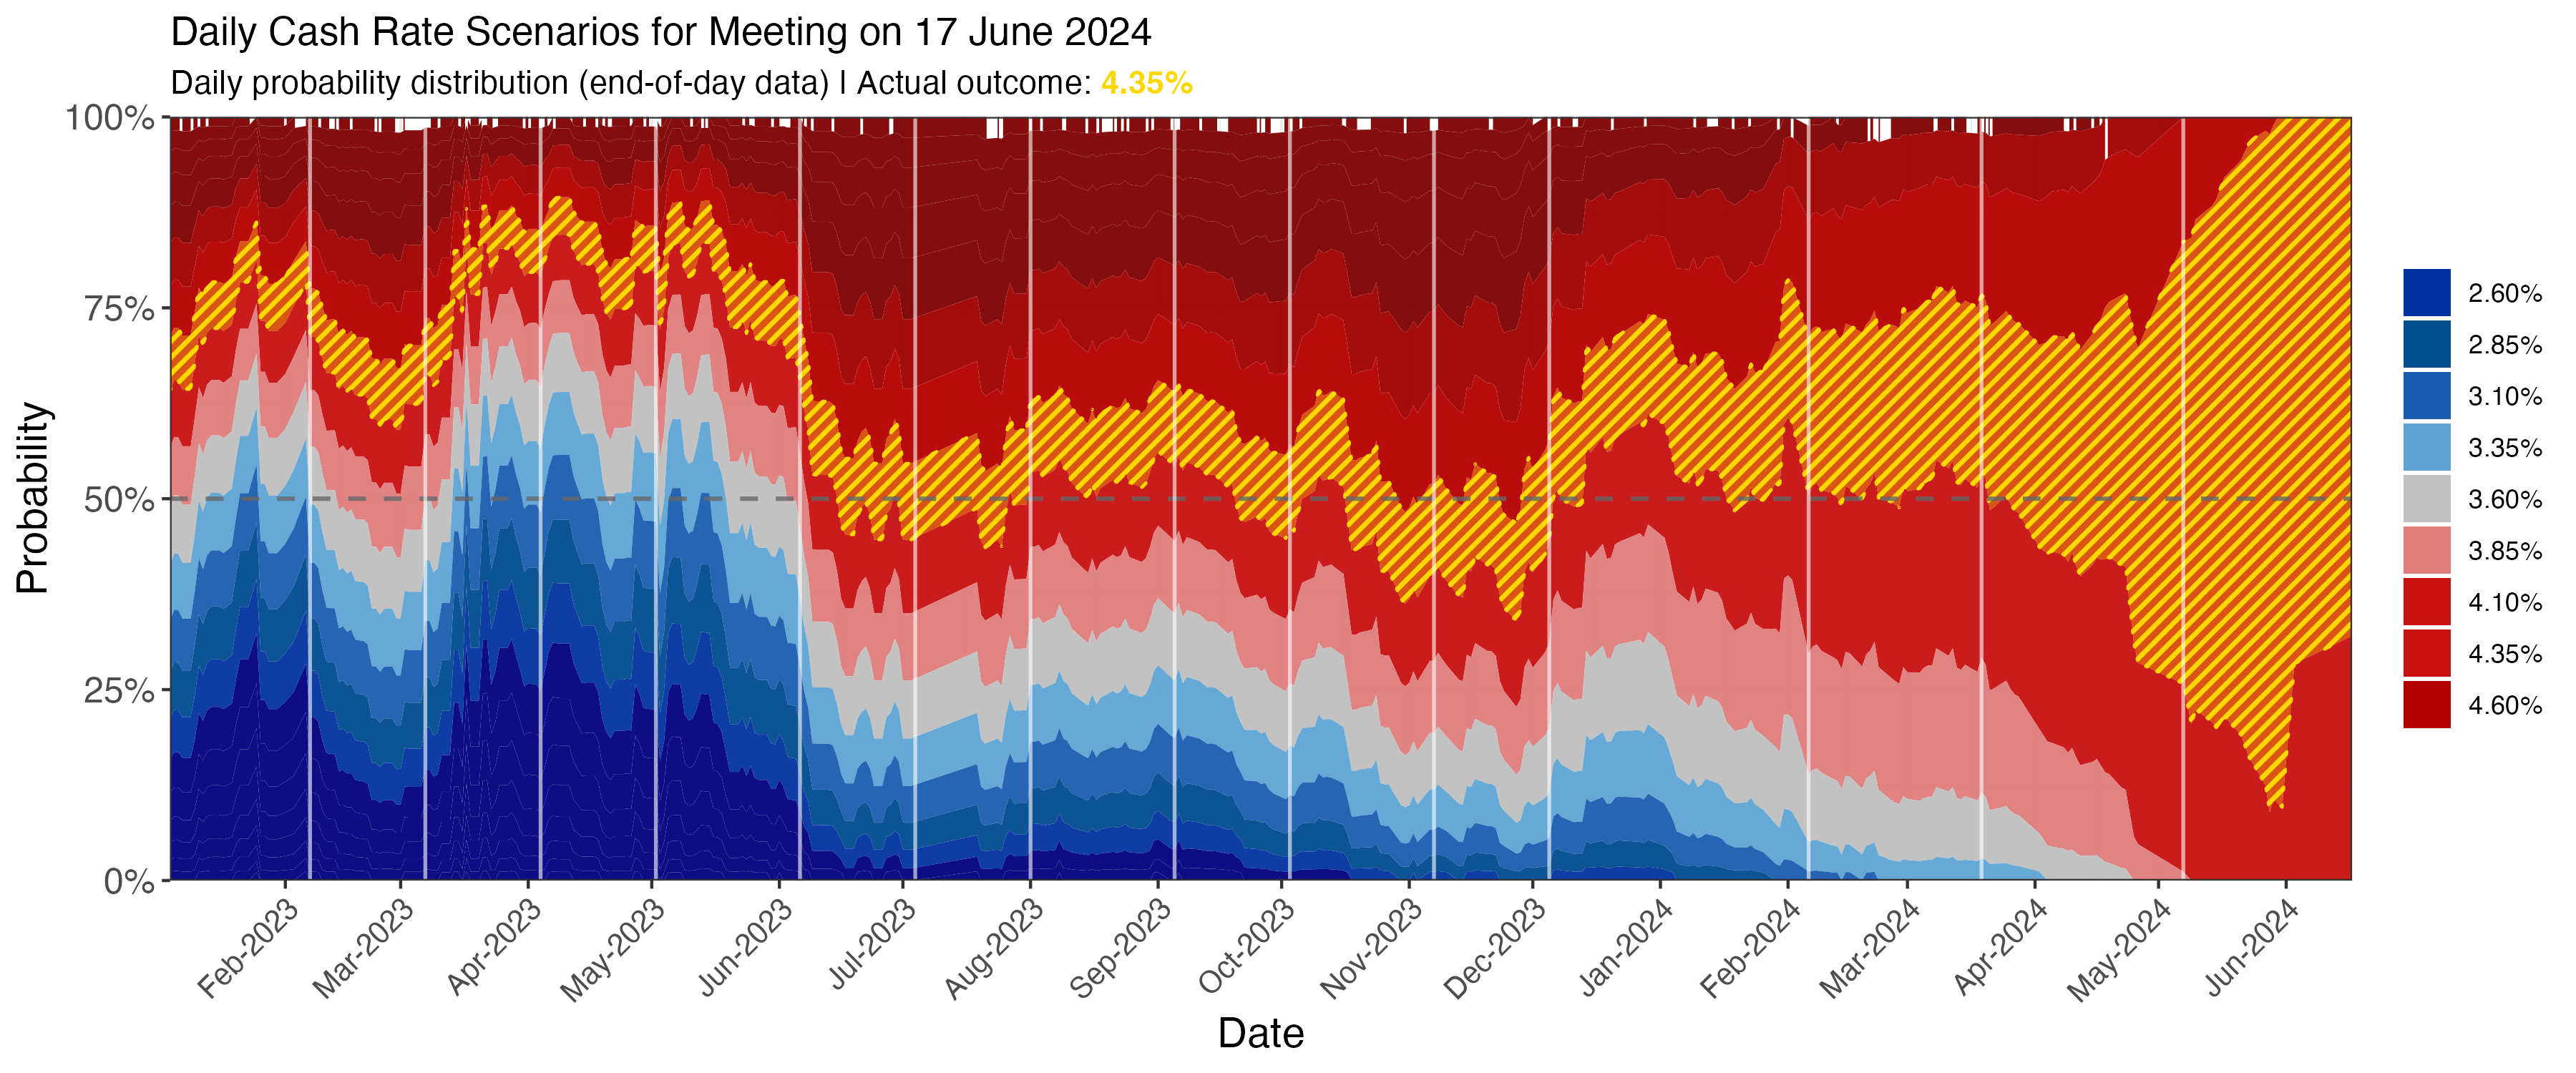 Daily Cash Rate Scenarios for Meeting on 17 June 2024
Daily probability distribution (end-of-day data) | Actual outcome: 4.35%
100%
75%
50%
25%
0%
Probability
Feb-2023
Mar-2023
Apr-2023
May-2023
Jun-2023
Jul-2023
Aug-2023
Sep-2023
Oct-2023
Nov-2023
Dec-2023
Jan-2024
Feb-2024
Mar-2024
Apr-2024
May-2024
Jun-2024
Date
2.60%
2.85%
3.10%
3.35%
3.60%
3.85%
4.10%
4.35%
4.60%